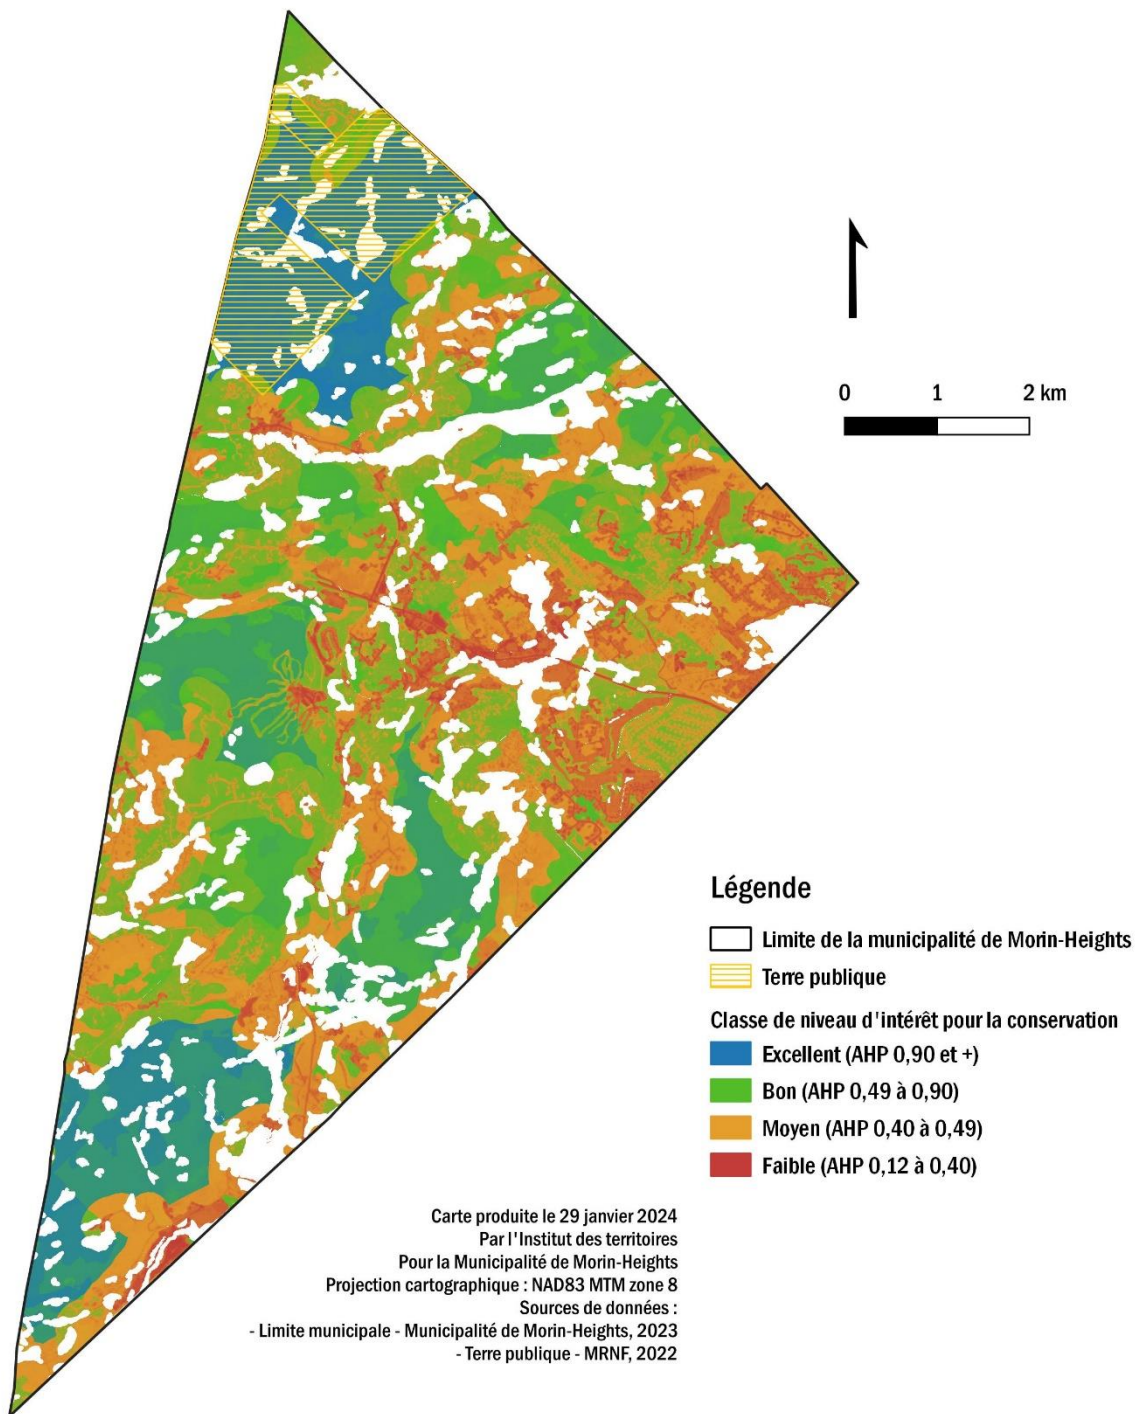 0 1 2 km
Légende
Limite de la municipalité de Morin-Heights
Terre publique
Classe de niveau d'intérêt pour la conservation
Excellent (AHP 0,90 et +)
Bon (AHP 0,49 à 0,90)
Moyen (AHP 0,40 à 0,49)
Faible (AHP 0,12 à 0,40)
Carte produite le 29 janvier 2024
Par l'Institut des territoires
Pour la Municipalité de Morin-Heights
Projection cartographique : NAD83 MTM zone 8
Sources de données :
- Limite municipale - Municipalité de Morin-Heights, 2023
- Terre publique - MRNF, 2022